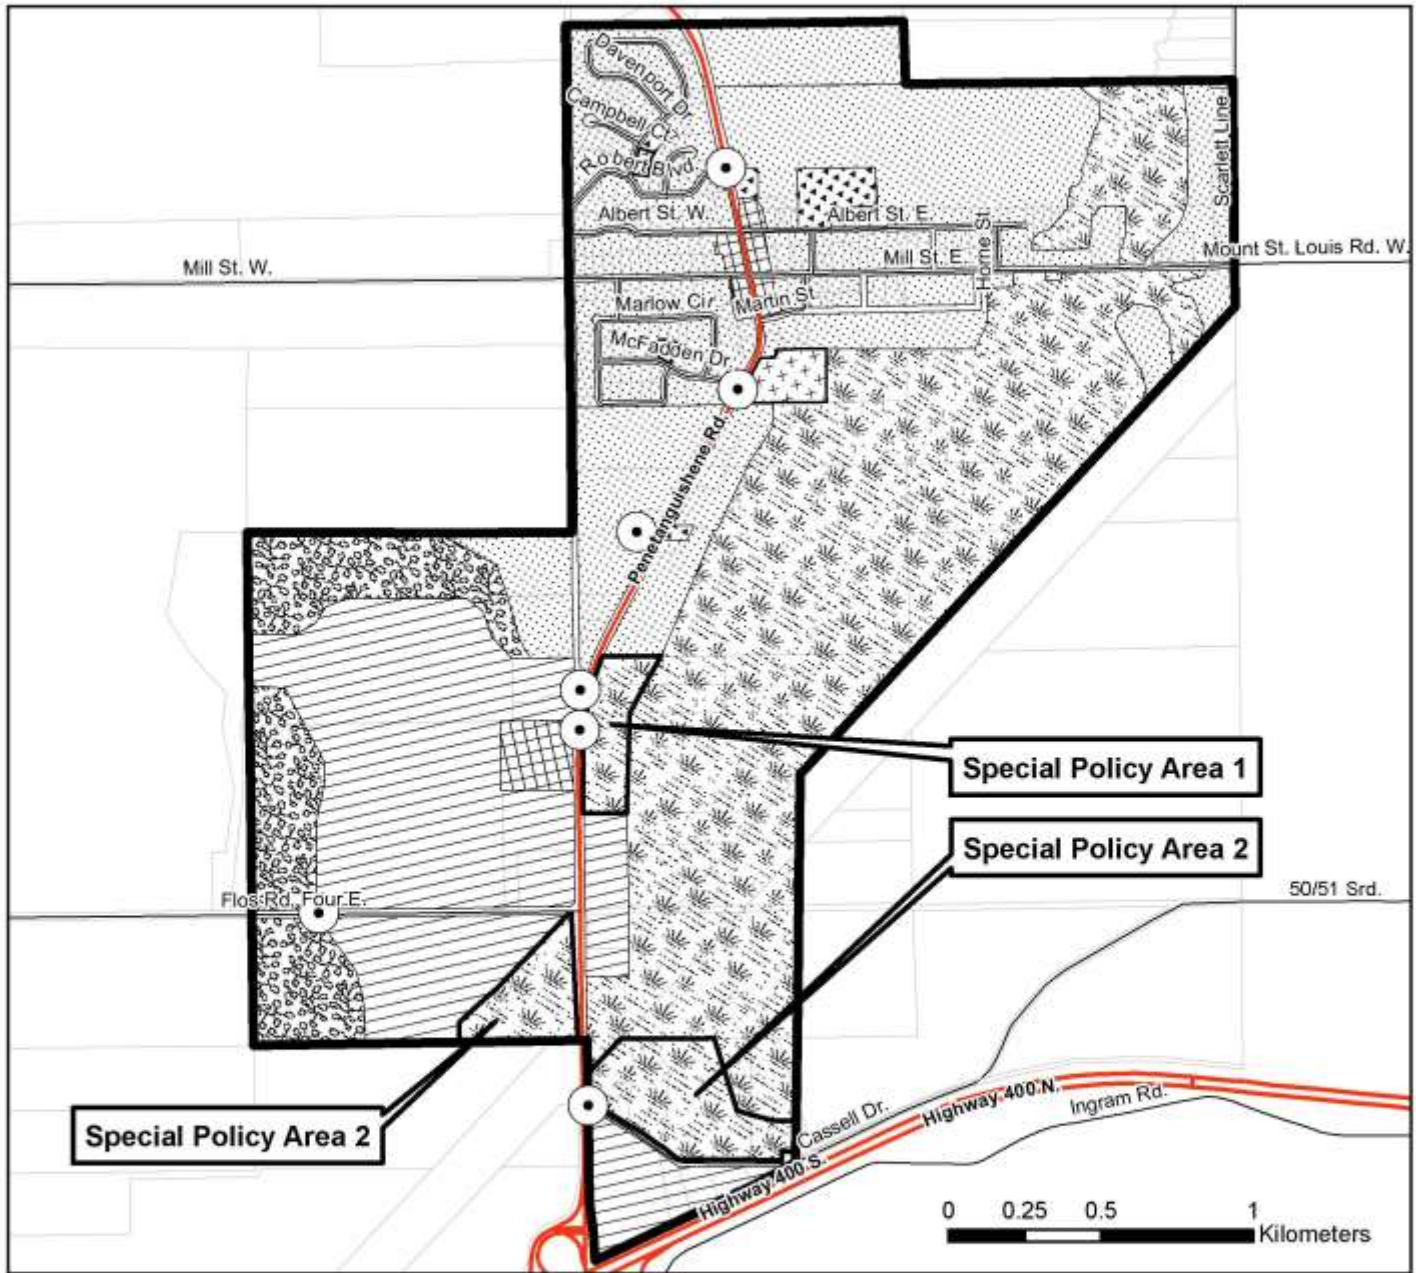 Davenport Dr
Campbell Ct.
Robert Blvd.
Scarlett Line
Albert St. W.
Albert St. E.
Mill St. W.
Mill St. E.
Horne St.
Mount St. Louis Rd. W.
Marlow Cir.
Martin St
McFadden Dr.
Penetanguishene Rd.
Special Policy Area 1
Special Policy Area 2
50/51 Srd.
Flos Rd. Four E.
Special Policy Area 2
Cassell Dr.
Highway 400 N.
Ingram Rd.
Highway 400 S.
0 0.25 0.5 1
Kilometers